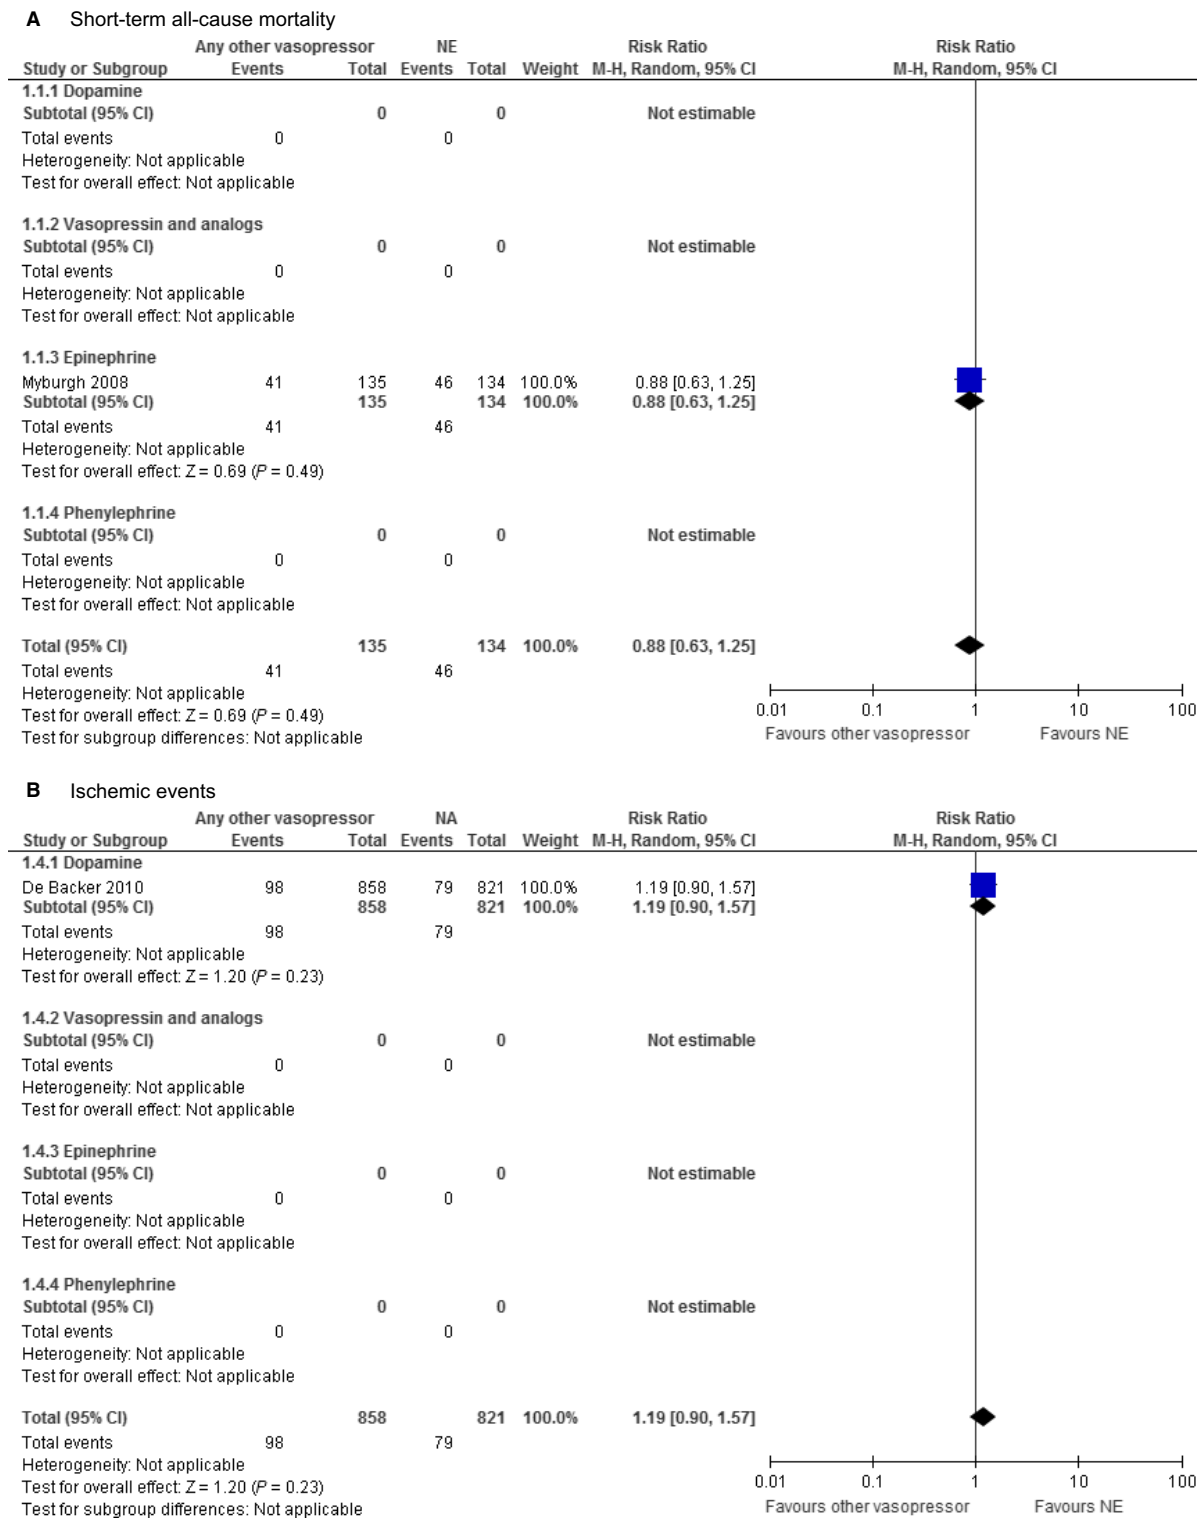 A Short-term all-cause mortality
Any other vasopressor NE Risk Ratio Risk Ratio
Study or Subgroup Events Total Events Total Weight M-H, Random, 95% CI M-H, Random, 95% CI
1.1.1 Dopamine
Subtotal (95% CI) 0 0 Not estimable
Total events 0 0
Heterogeneity: Not applicable
Test for overall effect: Not applicable
1.1.2 Vasopressin and analogs
Subtotal (95% CI) 0 0 Not estimable
Total events 0 0
Heterogeneity: Not applicable
Test for overall effect: Not applicable
1.1.3 Epinephrine
Myburgh 2008 41 135 46 134 100.0% 0.88 [0.63, 1.25]
Subtotal (95% CI) 135 134 100.0% 0.88 [0.63, 1.25]
Total events 41 46
Heterogeneity: Not applicable
Test for overall effect: Z = 0.69 (P = 0.49)
1.1.4 Phenylephrine
Subtotal (95% CI) 0 0 Not estimable
Total events 0 0
Heterogeneity: Not applicable
Test for overall effect: Not applicable
Total (95% CI) 135 134 100.0% 0.88 [0.63, 1.25]
Total events 41 46
Heterogeneity: Not applicable
Test for overall effect: Z = 0.69 (P = 0.49)
Test for subgroup differences: Not applicable
0.01 0.1 1 10 100
Favours other vasopressor Favours NE
B Ischemic events
Any other vasopressor NA Risk Ratio Risk Ratio
Study or Subgroup Events Total Events Total Weight M-H, Random, 95% CI M-H, Random, 95% CI
1.4.1 Dopamine
De Backer 2010 98 858 79 821 100.0% 1.19 [0.90, 1.57]
Subtotal (95% CI) 858 821 100.0% 1.19 [0.90, 1.57]
Total events 98 79
Heterogeneity: Not applicable
Test for overall effect: Z = 1.20 (P = 0.23)
1.4.2 Vasopressin and analogs
Subtotal (95% CI) 0 0 Not estimable
Total events 0 0
Heterogeneity: Not applicable
Test for overall effect: Not applicable
1.4.3 Epinephrine
Subtotal (95% CI) 0 0 Not estimable
Total events 0 0
Heterogeneity: Not applicable
Test for overall effect: Not applicable
1.4.4 Phenylephrine
Subtotal (95% CI) 0 0 Not estimable
Total events 0 0
Heterogeneity: Not applicable
Test for overall effect: Not applicable
Total (95% CI) 858 821 100.0% 1.19 [0.90, 1.57]
Total events 98 79
Heterogeneity: Not applicable
Test for overall effect: Z = 1.20 (P = 0.23)
Test for subgroup differences: Not applicable
0.01 0.1 1 10 100
Favours other vasopressor Favours NE